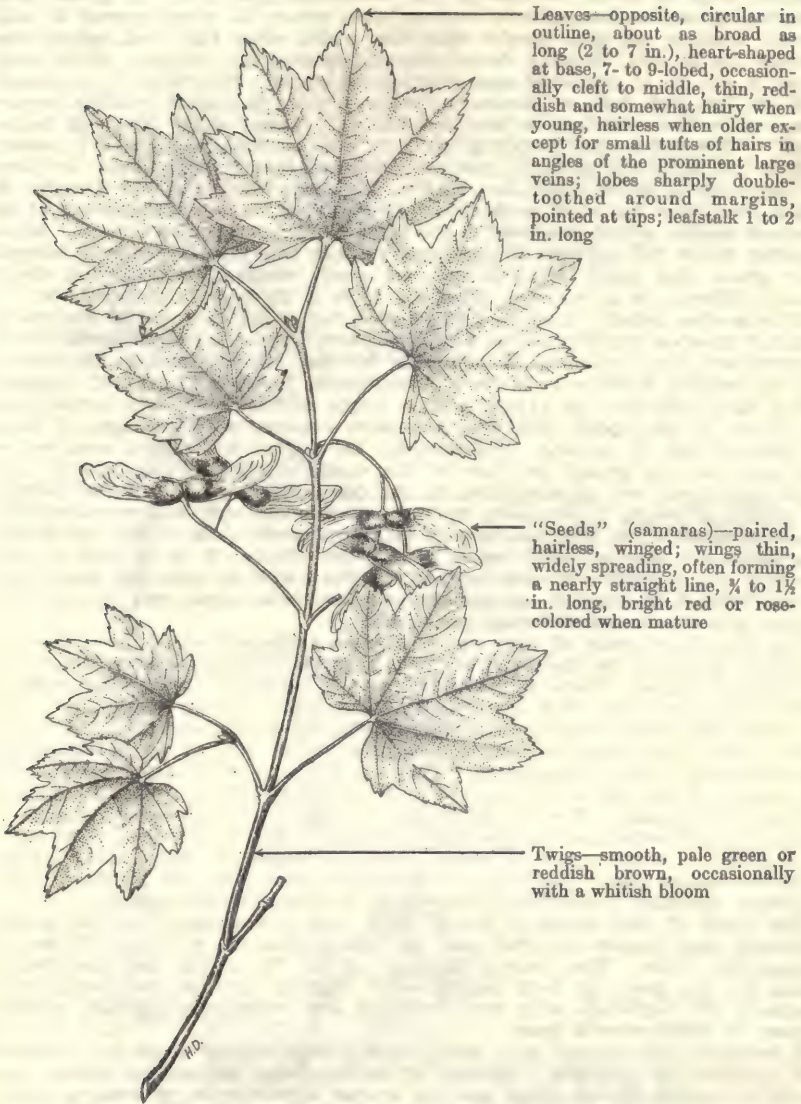 Leaves—opposite, circular in
outline, about as broad as
long (2 to 7 in.), heart-shaped
at base, 7- to 9-lobed, occasion-
ally cleft to middle, thin, red-
dish and somewhat hairy when
young, hairless when older ex-
cept for small tufts of hairs in
angles of the prominent large
veins; lobes sharply double-
toothed around margins,
pointed at tips; leafstalk 1 to 2
in. long
"Seeds" (samaras)—paired,
hairless, winged; wings thin,
widely spreading, often forming
a nearly straight line, ¾ to 1½
in. long, bright red or rose-
colored when mature
Twigs—smooth, pale green or
reddish brown, occasionally
with a whitish bloom
H.D.